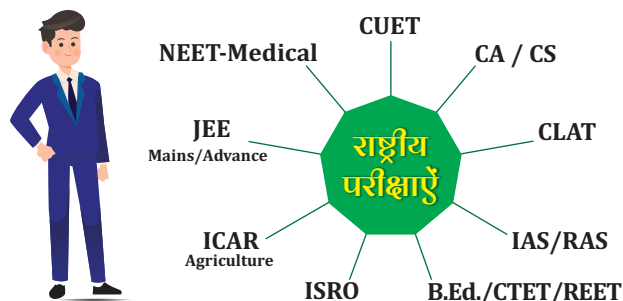 CUET
NEET-Medical
CA / CS
JEE
Mains/Advance
CLAT
राष्ट्रीय
परीक्षाऐं
ICAR
Agriculture
IAS/RAS
ISRO
B.Ed./CTET/REET